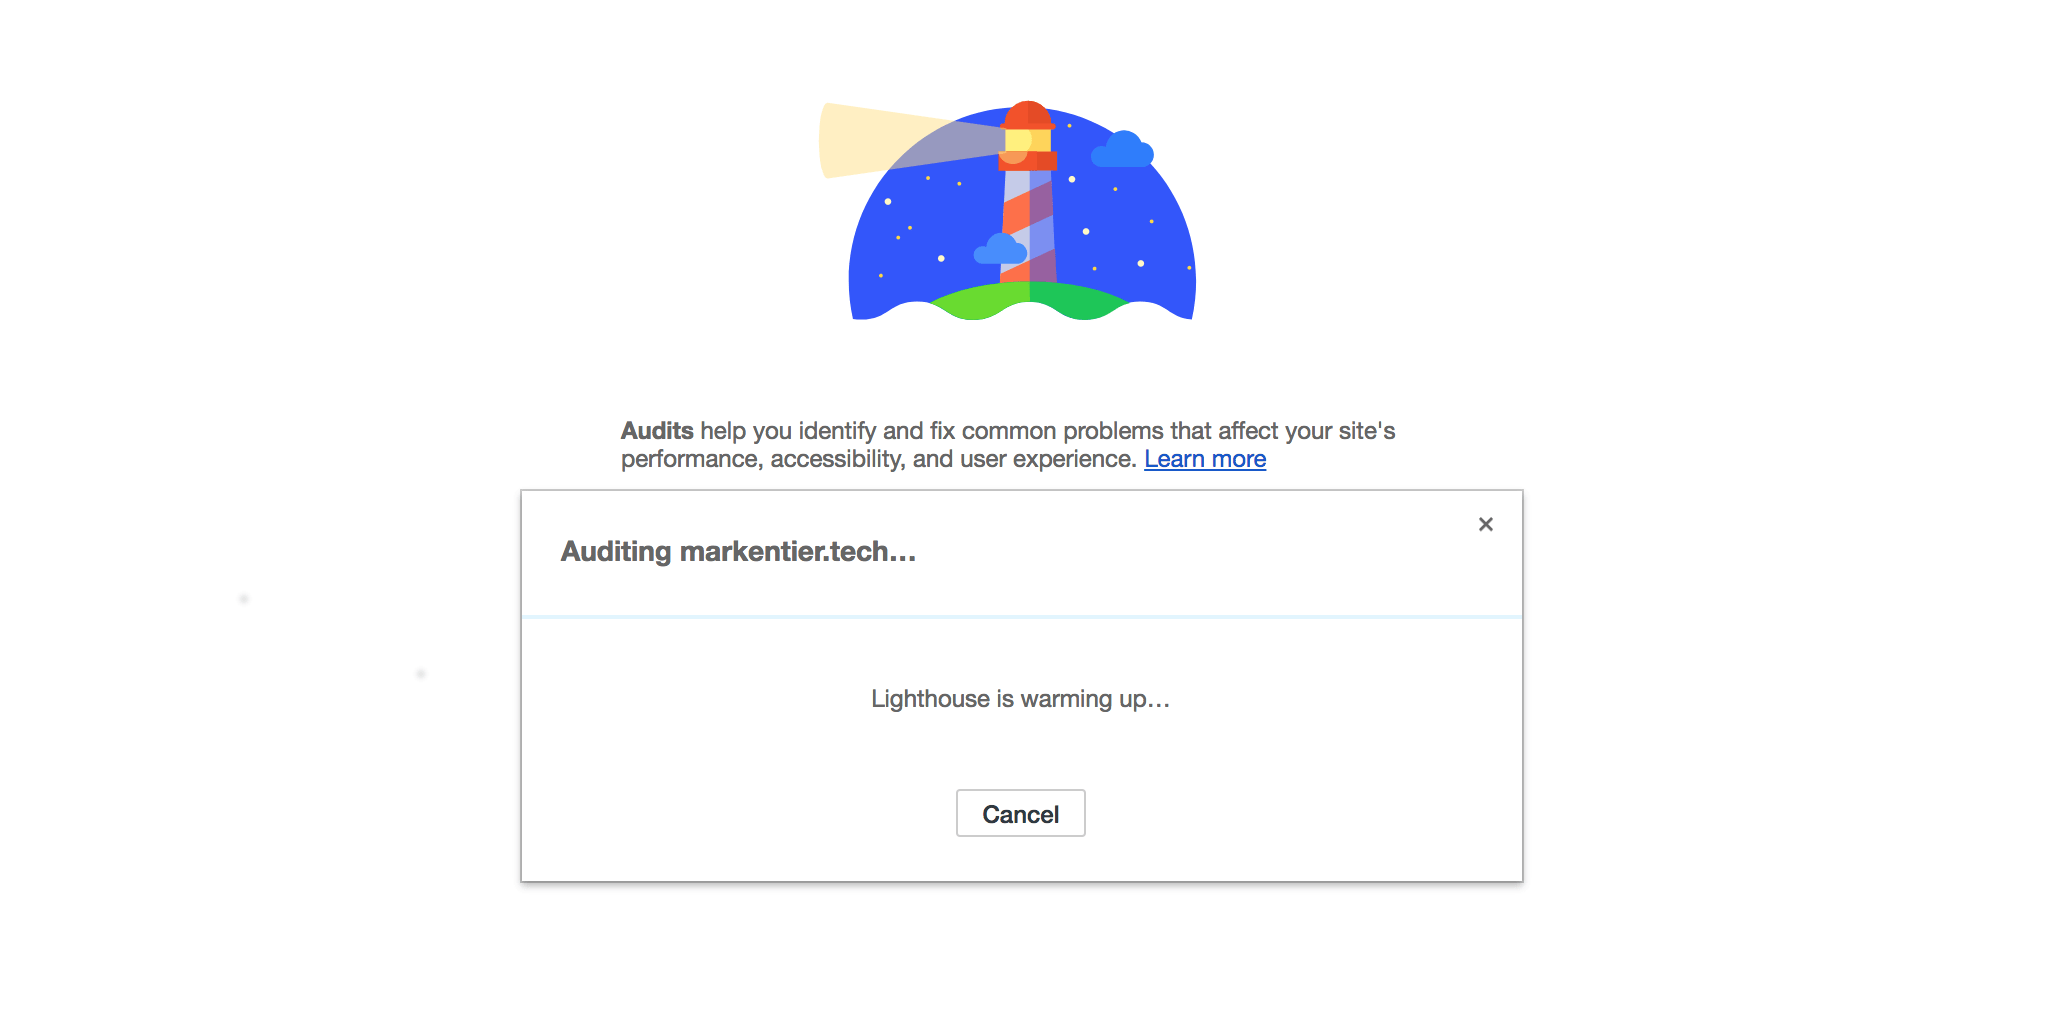 Audits help you identify and fix common problems that affect your site's
performance, accessibility, and user experience. Learn more
Auditing markentier.tech…
Lighthouse is warming up…
Cancel